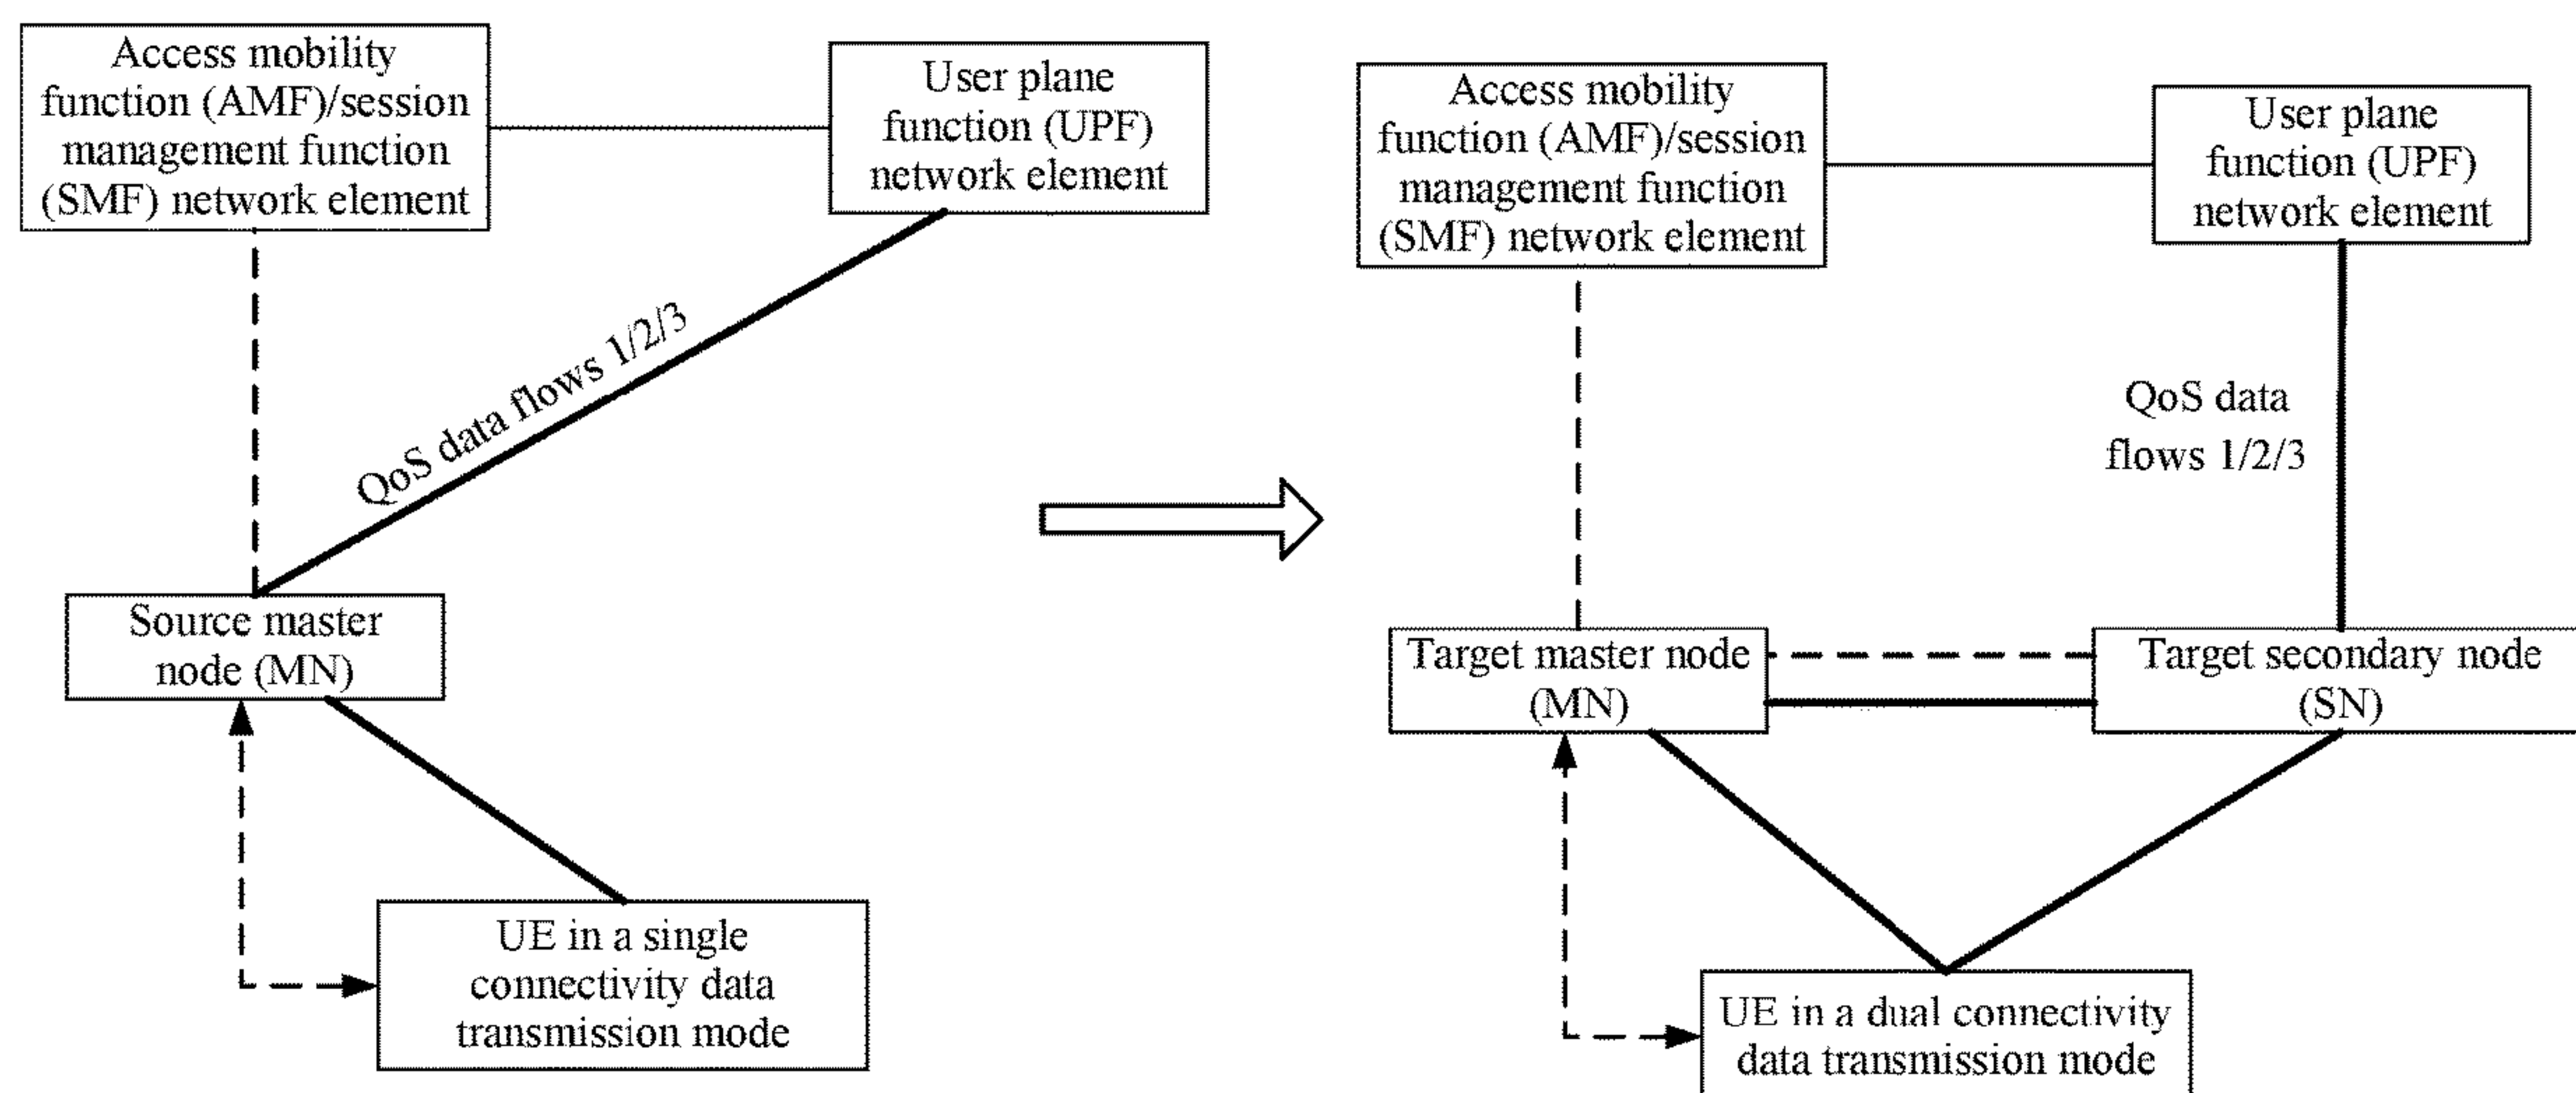 Access mobility
function (AMF)/session
management function
(SMF) network element
User plane
function (UPF)
network element
QoS data flows 1/2/3
Source master
node (MN)
UE in a single
connectivity data
transmission mode
Access mobility
function (AMF)/session
management function
(SMF) network element
User plane
function (UPF)
network element
QoS data
flows 1/2/3
Target master node
(MN)
Target secondary node
(SN)
UE in a dual connectivity
data transmission mode